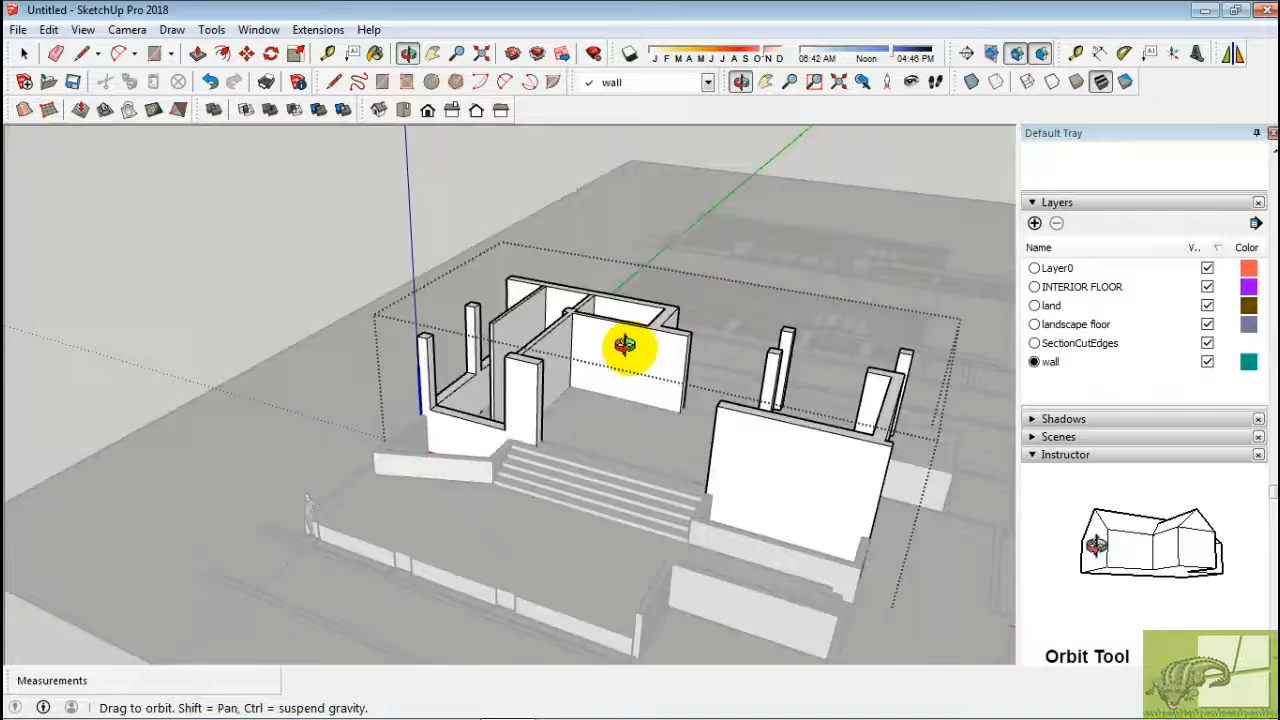 Untitled - SketchUp Pro 2018
File Edit View Camera Draw Tools Window Extensions Help
J F M A M J J A S O N D 06:42 AM Noon 04:46 PM
wall
Default Tray
Layers
Name V.. Color
Layer0
INTERIOR FLOOR
land
landscape floor
SectionCutEdges
wall
Shadows
Scenes
Instructor
Orbit Tool
Measurements
Drag to orbit. Shift = Pan, Ctrl = suspend gravity.